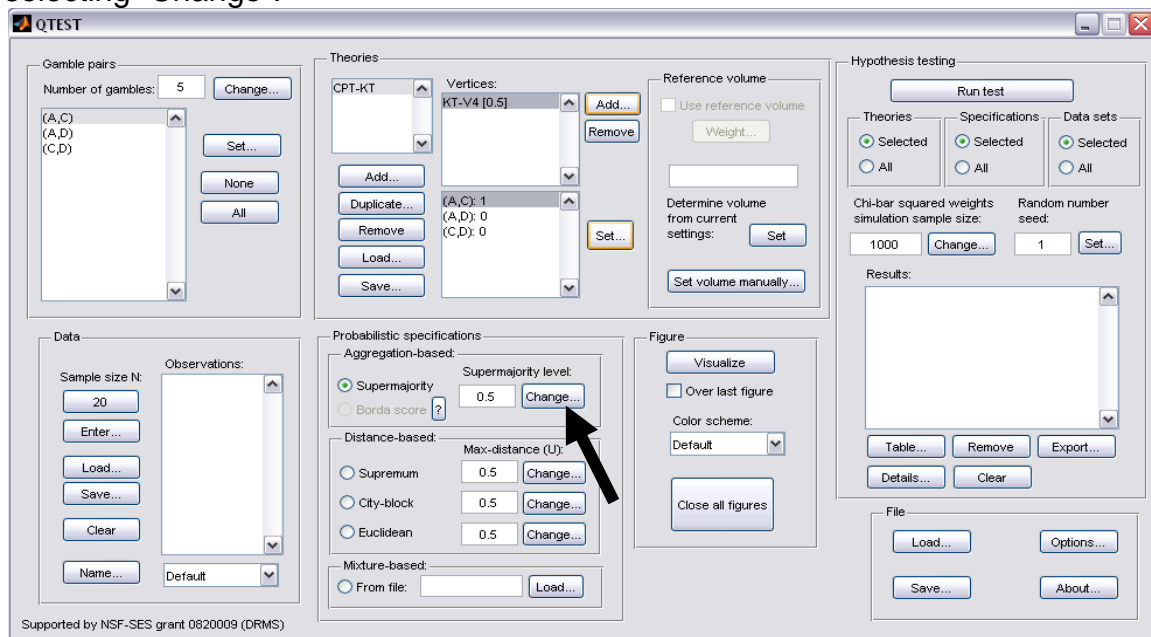 selecting "Change".
QTEST
Gamble pairs
Number of gambles: 5 Change...
(A,C)
(A,D)
(C,D)
Set...
None
All
Theories
CPT-KT
Add...
Duplicate...
Remove
Load...
Save...
Vertices:
KT-V4 [0.5]
Add...
Remove
(A,C): 1
(A,D): 0
(C,D): 0
Set...
Reference volume
Use reference volume
Weight...
Determine volume
from current
settings: Set
Set volume manually...
Hypothesis testing
Run test
Theories
Selected
All
Specifications
Selected
All
Data sets
Selected
All
Chi-bar squared weights
simulation sample size:
1000 Change...
Random number
seed:
1 Set...
Results:
Table... Remove Export...
Details... Clear
Data
Sample size N:
20
Enter...
Load...
Save...
Clear
Name... Default
Observations:
Probabilistic specifications
Aggregation-based:
Supermajority
Borda score ?
Supermajority level:
0.5 Change...
Distance-based:
Max-distance (U):
Supremum 0.5 Change...
City-block 0.5 Change...
Euclidean 0.5 Change...
Mixture-based:
From file: Load...
Figure
Visualize
Over last figure
Color scheme:
Default
Close all figures
File
Load... Options...
Save... About...
Supported by NSF-SES grant 0820009 (DRMS)